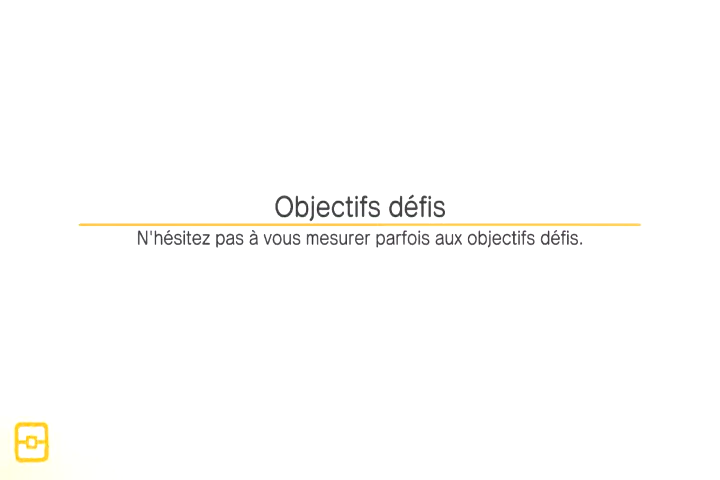 Objectifs défis
N'hésitez pas à vous mesurer parfois aux objectifs défis.